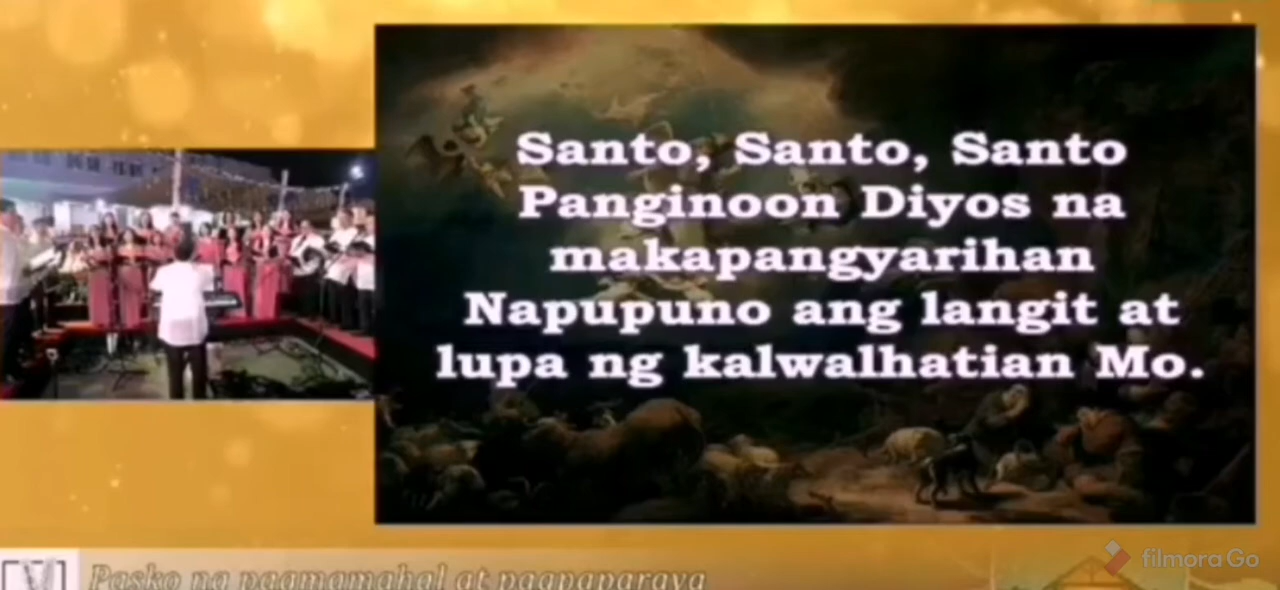 Santo, Santo, Santo
Panginoon Diyos na
makapangyarihan
Napupuno ang langit at
lupa ng kalwalhatian Mo.
Pasko na pagmamahal at pagpaparaya
filmora Go